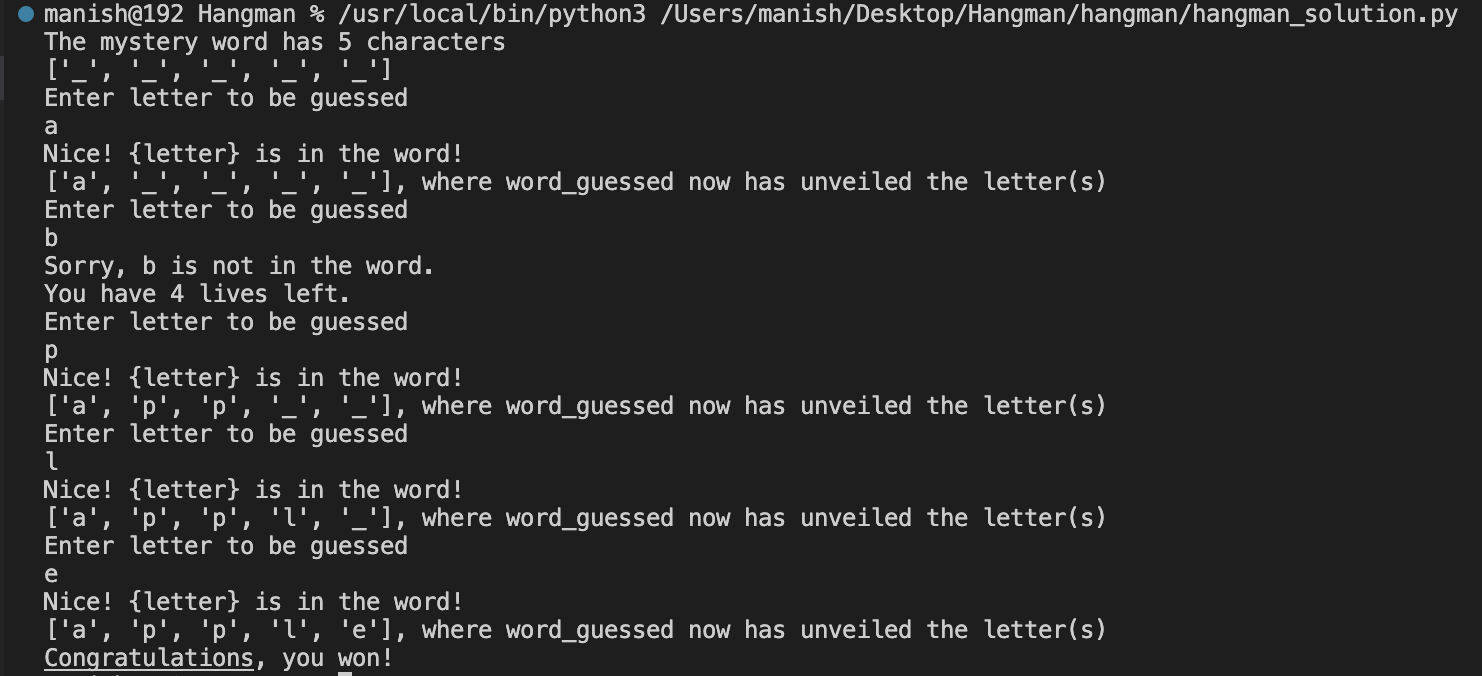 manish@192 Hangman % /usr/local/bin/python3 /Users/manish/Desktop/Hangman/hangman/hangman_solution.py
The mystery word has 5 characters
['_', '_', '_', '_', '_']
Enter letter to be guessed
a
Nice! {letter} is in the word!
['a', '_', '_', '_', '_'], where word_guessed now has unveiled the letter(s)
Enter letter to be guessed
b
Sorry, b is not in the word.
You have 4 lives left.
Enter letter to be guessed
p
Nice! {letter} is in the word!
['a', 'p', 'p', '_', '_'], where word_guessed now has unveiled the letter(s)
Enter letter to be guessed
l
Nice! {letter} is in the word!
['a', 'p', 'p', 'l', '_'], where word_guessed now has unveiled the letter(s)
Enter letter to be guessed
e
Nice! {letter} is in the word!
['a', 'p', 'p', 'l', 'e'], where word_guessed now has unveiled the letter(s)
Congratulations, you won!